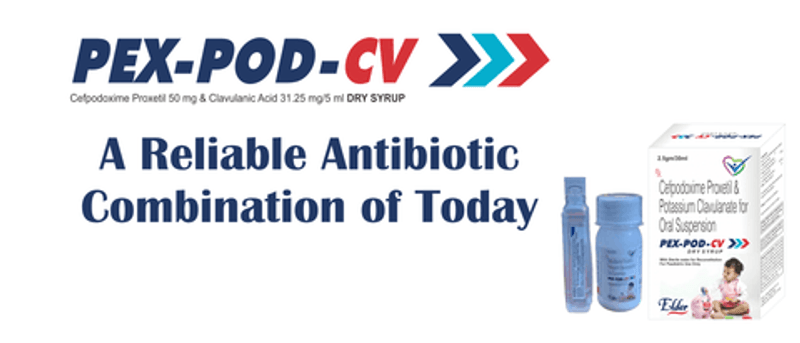 PEX-POD-CV
Cefpodoxime Proxetil 50 mg & Clavulanic Acid 31.25 mg/5 ml DRY SYRUP
A Reliable Antibiotic
Combination of Today
Cefpodoxime Proxetil &
Potassium Clavulanate for
Oral Suspension
PEX-POD-CV
DRY SYRUP
Elder